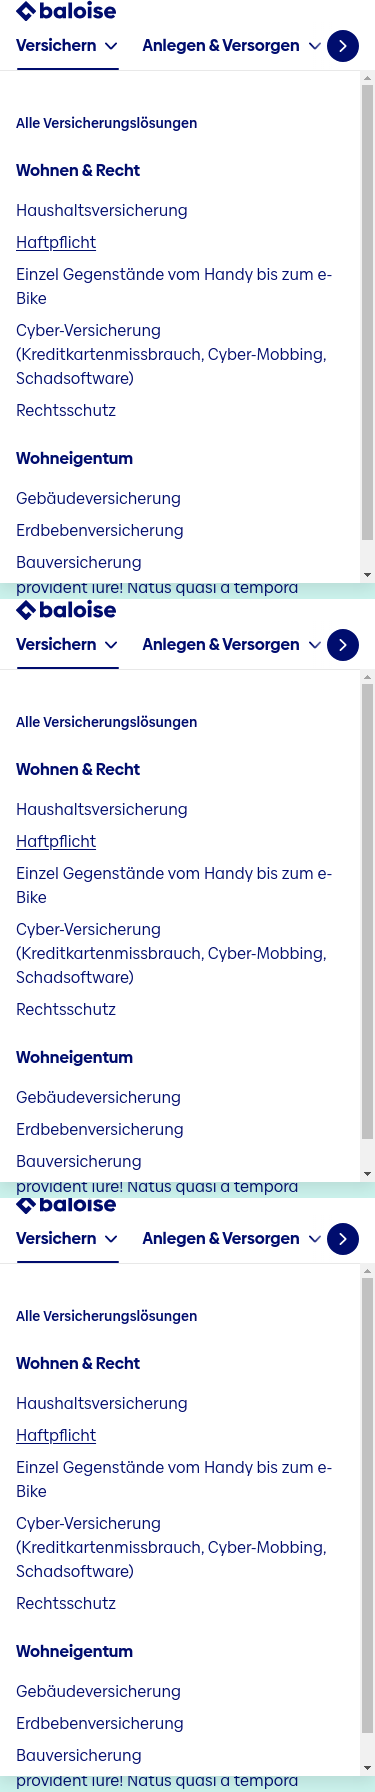 baloise
Versichern Anlegen & Versorgen
Alle Versicherungslösungen
Wohnen & Recht
Haushaltsversicherung
Haftpflicht
Einzel Gegenstände vom Handy bis zum e-
Bike
Cyber-Versicherung
(Kreditkartenmissbrauch, Cyber-Mobbing,
Schadsoftware)
Rechtsschutz
Wohneigentum
Gebäudeversicherung
Erdbebenversicherung
Bauversicherung
provident iure! Natus quasi a tempora
baloise
Versichern Anlegen & Versorgen
Alle Versicherungslösungen
Wohnen & Recht
Haushaltsversicherung
Haftpflicht
Einzel Gegenstände vom Handy bis zum e-
Bike
Cyber-Versicherung
(Kreditkartenmissbrauch, Cyber-Mobbing,
Schadsoftware)
Rechtsschutz
Wohneigentum
Gebäudeversicherung
Erdbebenversicherung
Bauversicherung
provident iure! Natus quasi a tempora
baloise
Versichern Anlegen & Versorgen
Alle Versicherungslösungen
Wohnen & Recht
Haushaltsversicherung
Haftpflicht
Einzel Gegenstände vom Handy bis zum e-
Bike
Cyber-Versicherung
(Kreditkartenmissbrauch, Cyber-Mobbing,
Schadsoftware)
Rechtsschutz
Wohneigentum
Gebäudeversicherung
Erdbebenversicherung
Bauversicherung
provident iure! Natus quasi a tempora